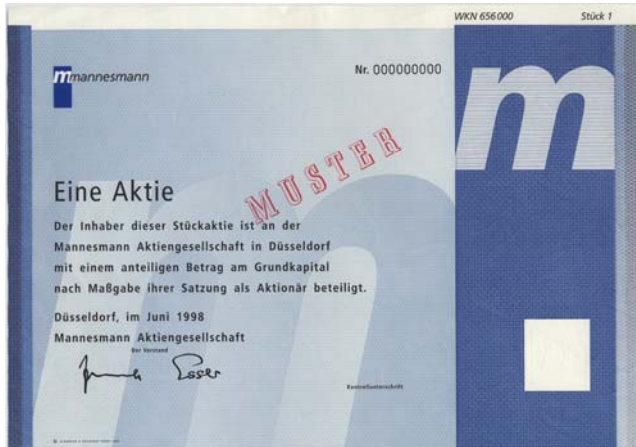 WKN 656000 Stück 1
mannesmann
Nr. 000000000
MUSTER
Eine Aktie
Der Inhaber dieser Stückaktie ist an der
Mannesmann Aktiengesellschaft in Düsseldorf
mit einem anteiligen Betrag am Grundkapital
nach Maßgabe ihrer Satzung als Aktionär beteiligt.
Düsseldorf, im Juni 1998
Mannesmann Aktiengesellschaft
Der Vorstand
Esser
Kontrollunterschrift
m